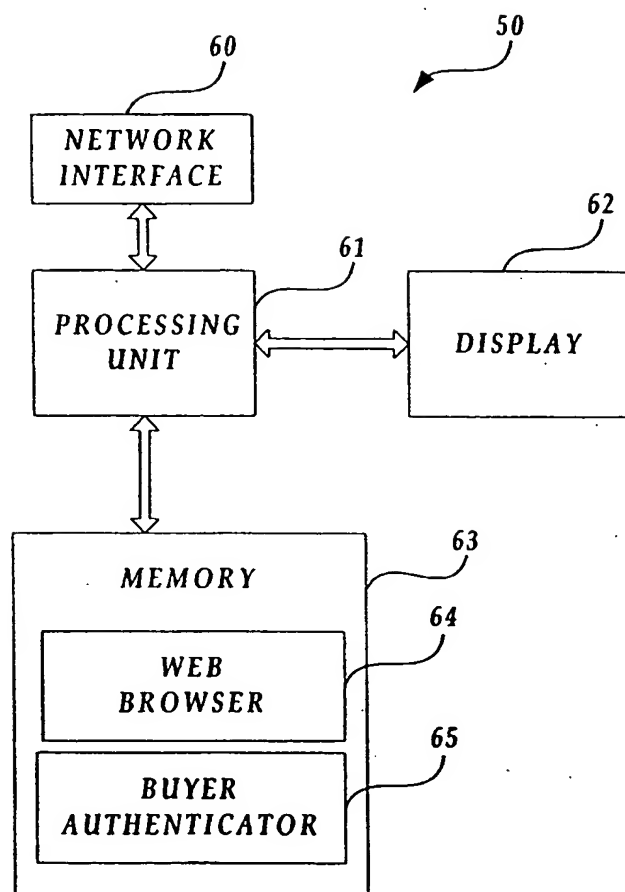 50
60
NETWORK
INTERFACE
61
PROCESSING
UNIT
62
DISPLAY
63
MEMORY
64
WEB
BROWSER
65
BUYER
AUTHENTICATOR